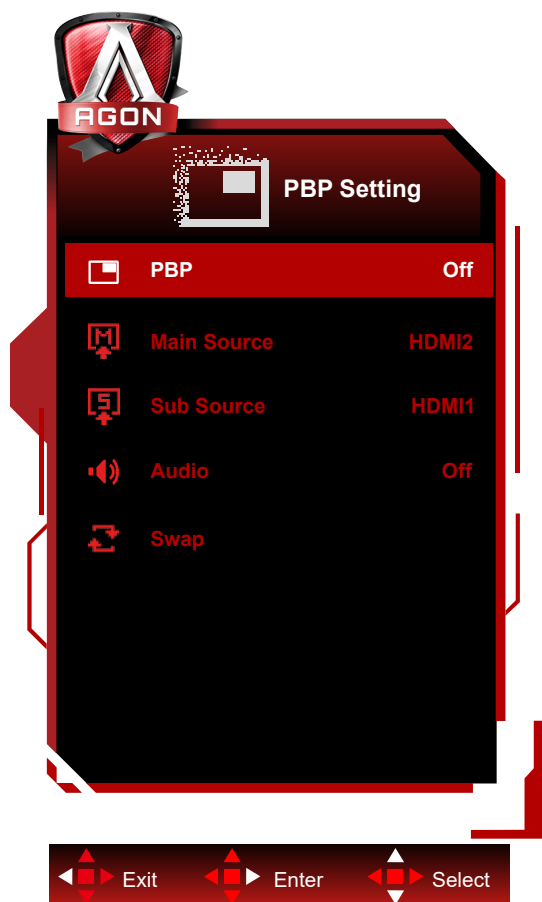 AGON
PBP Setting
PBP Off
Main Source HDMI2
Sub Source HDMI1
Audio Off
Swap
Exit Enter Select